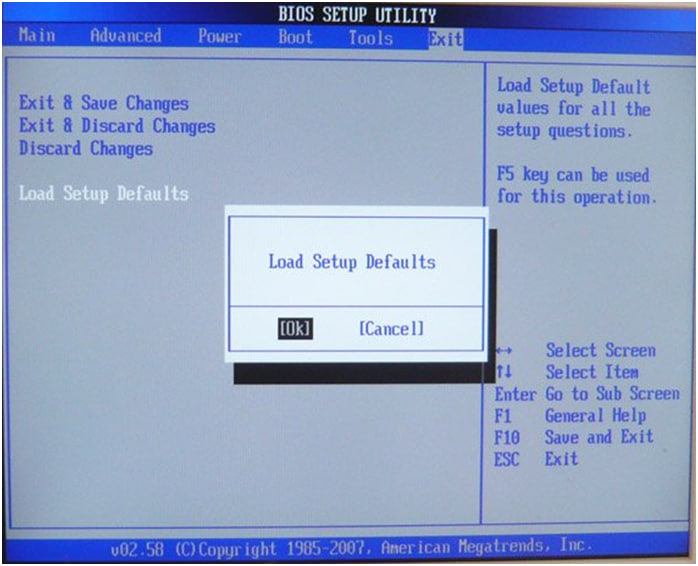 BIOS SETUP UTILITY
Main Advanced Power Boot Tools Exit
Exit & Save Changes
Exit & Discard Changes
Discard Changes
Load Setup Defaults
Load Setup Default
values for all the
setup questions.
F5 key can be used
for this operation.
Load Setup Defaults
[Ok] [Cancel]
↔ Select Screen
↑↓ Select Item
Enter Go to Sub Screen
F1 General Help
F10 Save and Exit
ESC Exit
v02.58 (C)Copyright 1985-2007, American Megatrends, Inc.